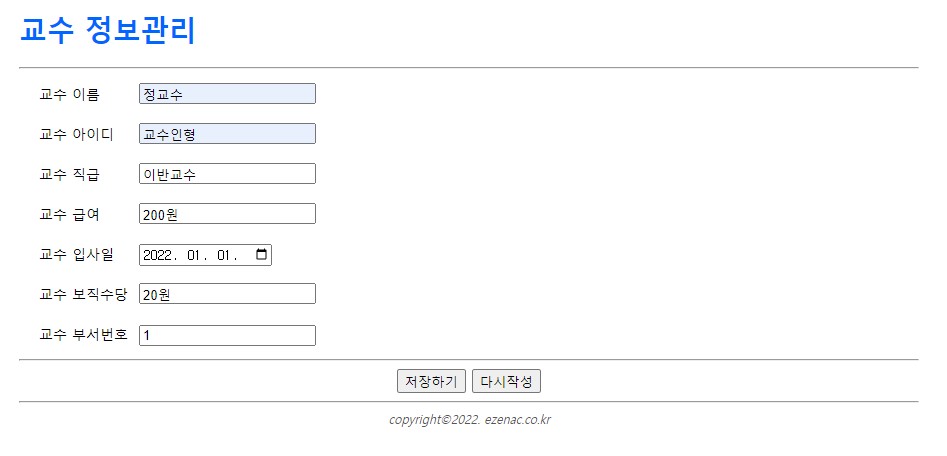 교수 정보관리
교수 이름 정교수
교수 아이디 교수인형
교수 직급 이반교수
교수 급여 200원
교수 입사일 2022. 01. 01.
교수 보직수당 20원
교수 부서번호 1
저장하기 다시작성
copyright©2022. ezenac.co.kr